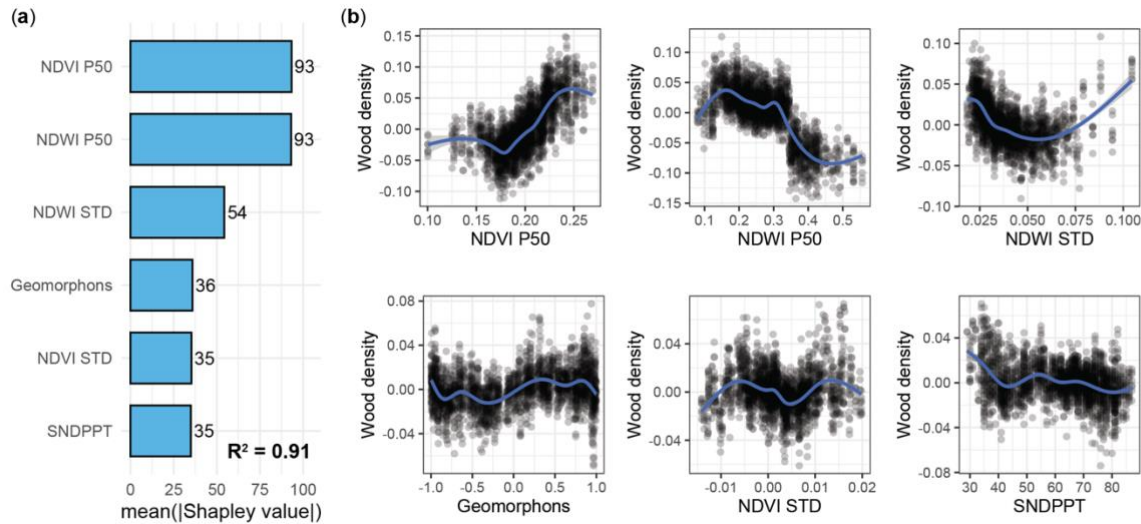 (a)
NDVI P50
93
NDWI P50
93
NDWI STD
54
Geomorphons
36
NDVI STD
35
SNDPPT
35
R² = 0.91
0 25 50 75 100
mean(|Shapley value|)
(b)
Wood density
0.15
0.10
0.05
0.00
-0.05
-0.10
0.10 0.15 0.20 0.25
NDVI P50
Wood density
0.15
0.10
0.05
0.00
-0.05
-0.10
-0.15
0.1 0.2 0.3 0.4 0.5
NDWI P50
Wood density
0.10
0.05
0.00
-0.05
-0.10
0.025 0.050 0.075 0.100
NDWI STD
Wood density
0.08
0.04
0.00
-0.04
-1.0 -0.5 0.0 0.5 1.0
Geomorphons
Wood density
0.04
0.00
-0.04
-0.01 0.00 0.01 0.02
NDVI STD
Wood density
0.04
0.00
-0.04
-0.08
30 40 50 60 70 80
SNDPPT